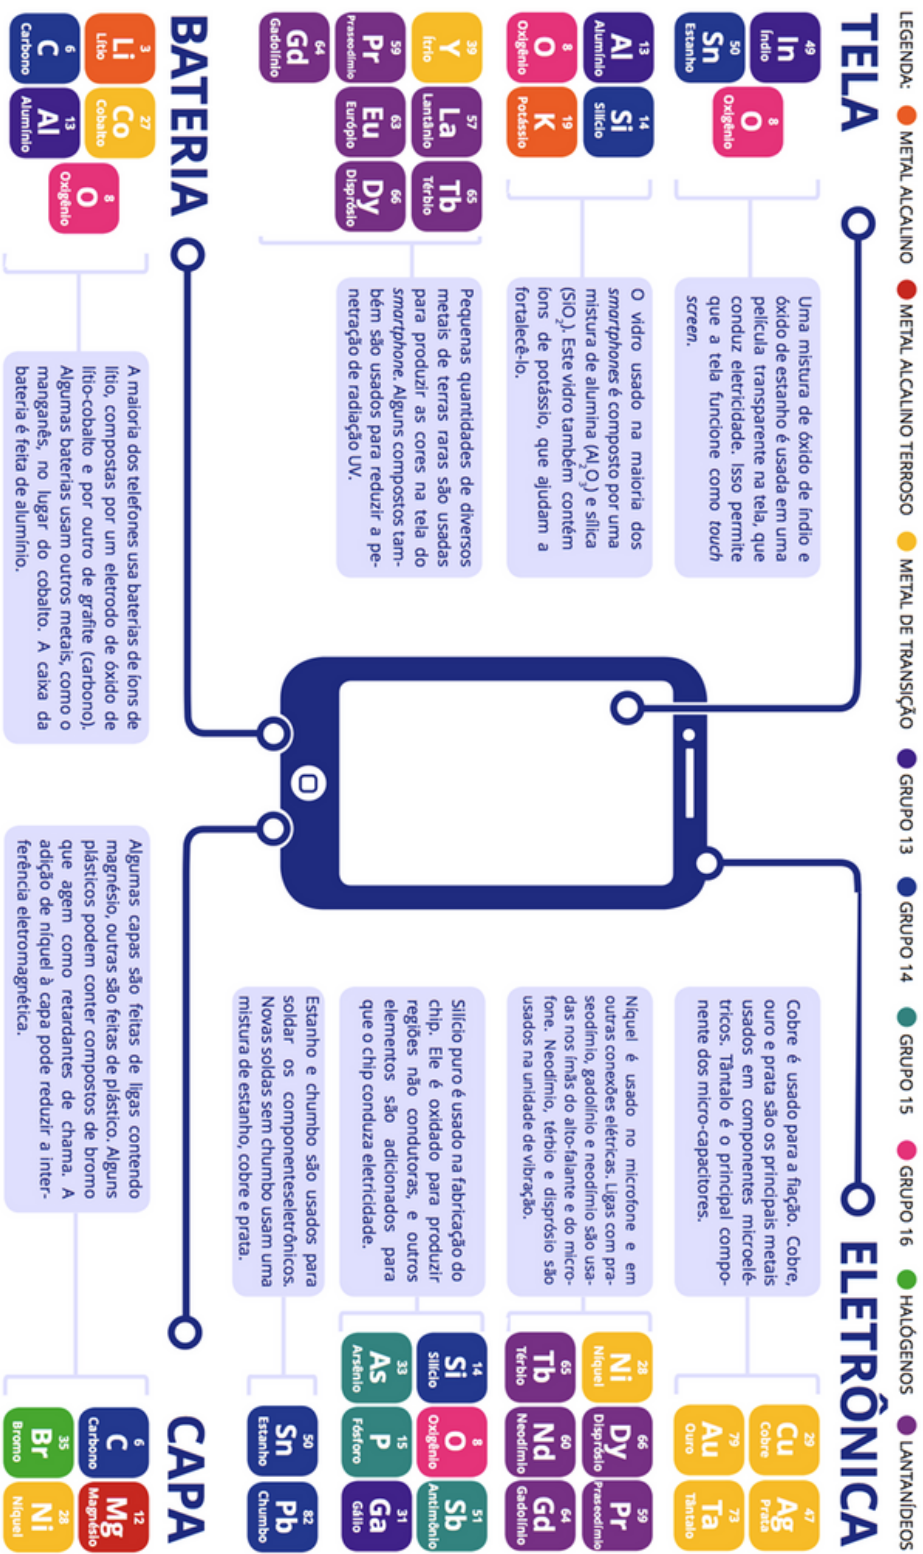 LEGENDA: METAL ALCALINO METAL ALCALINO TERROSO METAL DE TRANSIÇÃO GRUPO 13 GRUPO 14 GRUPO 15 GRUPO 16 HALÓGENOS LANTANÍDEOS
TELA
49
In
Índio
50
Sn
Estanho
8
O
Oxigênio
Uma mistura de óxido de índio e
óxido de estanho é usada em uma
película transparente na tela, que
conduz eletricidade. Isso permite
que a tela funcione como touch
screen.
13
Al
Alumínio
14
Si
Silício
8
O
Oxigênio
19
K
Potássio
O vidro usado na maioria dos
smartphones é composto por uma
mistura de alumina (Al2O3) e sílica
(SiO2). Este vidro também contém
íons de potássio, que ajudam a
fortalecê-lo.
39
Y
Ítrio
57
La
Lantânio
65
Tb
Térbio
59
Pr
Praseodímio
63
Eu
Európio
66
Dy
Disprósio
64
Gd
Gadolínio
Pequenas quantidades de diversos
metais de terras raras são usadas
para produzir as cores na tela do
smartphone. Alguns compostos tam-
bém são usados para reduzir a pe-
netração de radiação UV.
BATERIA
3
Li
Lítio
27
Co
Cobalto
6
C
Carbono
13
Al
Alumínio
8
O
Oxigênio
A maioria dos telefones usa baterias de íons de
lítio, compostas por um eletrodo de óxido de
lítio-cobalto e por outro de grafite (carbono).
Algumas baterias usam outros metais, como o
manganês, no lugar do cobalto. A caixa da
bateria é feita de alumínio.
ELETRÔNICA
Cobre é usado para a fiação. Cobre,
ouro e prata são os principais metais
usados em componentes microelé-
tricos. Tântalo é o principal compo-
nente dos micro-capacitores.
29
Cu
Cobre
47
Ag
Prata
79
Au
Ouro
73
Ta
Tântalo
Níquel é usado no microfone e em
outras conexões elétricas. Ligas com pra-
seodímio, gadolínio e neodímio são usa-
das nos ímãs do alto-falante e do micro-
fone. Neodímio, térbio e disprósio são
usados na unidade de vibração.
28
Ni
Níquel
66
Dy
Disprósio
59
Pr
Praseodímio
65
Tb
Térbio
60
Nd
Neodímio
64
Gd
Gadolínio
Silício puro é usado na fabricação do
chip. Ele é oxidado para produzir
regiões não condutoras, e outros
elementos são adicionados para
que o chip conduza eletricidade.
14
Si
Silício
8
O
Oxigênio
51
Sb
Antimônio
33
As
Arsênio
15
P
Fósforo
31
Ga
Gálio
Estanho e chumbo são usados para
soldar os componenteseletrônicos.
Novas soldas sem chumbo usam uma
mistura de estanho, cobre e prata.
50
Sn
Estanho
82
Pb
Chumbo
CAPA
Algumas capas são feitas de ligas contendo
magnésio, outras são feitas de plástico. Alguns
plásticos podem conter compostos de bromo
que agem como retardantes de chama. A
adição de níquel à capa pode reduzir a inter-
ferência eletromagnética.
6
C
Carbono
12
Mg
Magnésio
35
Br
Bromo
28
Ni
Níquel